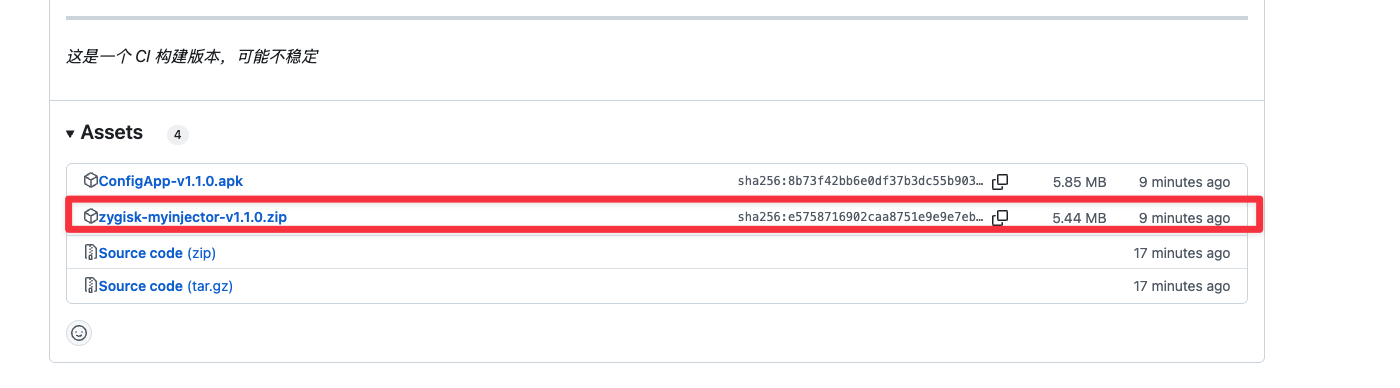 这是一个 CI 构建版本，可能不稳定
Assets 4
ConfigApp-v1.1.0.apk sha256:8b73f42bb6e0df37b3dc55b903… 5.85 MB 9 minutes ago
zygisk-myinjector-v1.1.0.zip sha256:e5758716902caa8751e9e9e7eb… 5.44 MB 9 minutes ago
Source code (zip) 17 minutes ago
Source code (tar.gz) 17 minutes ago